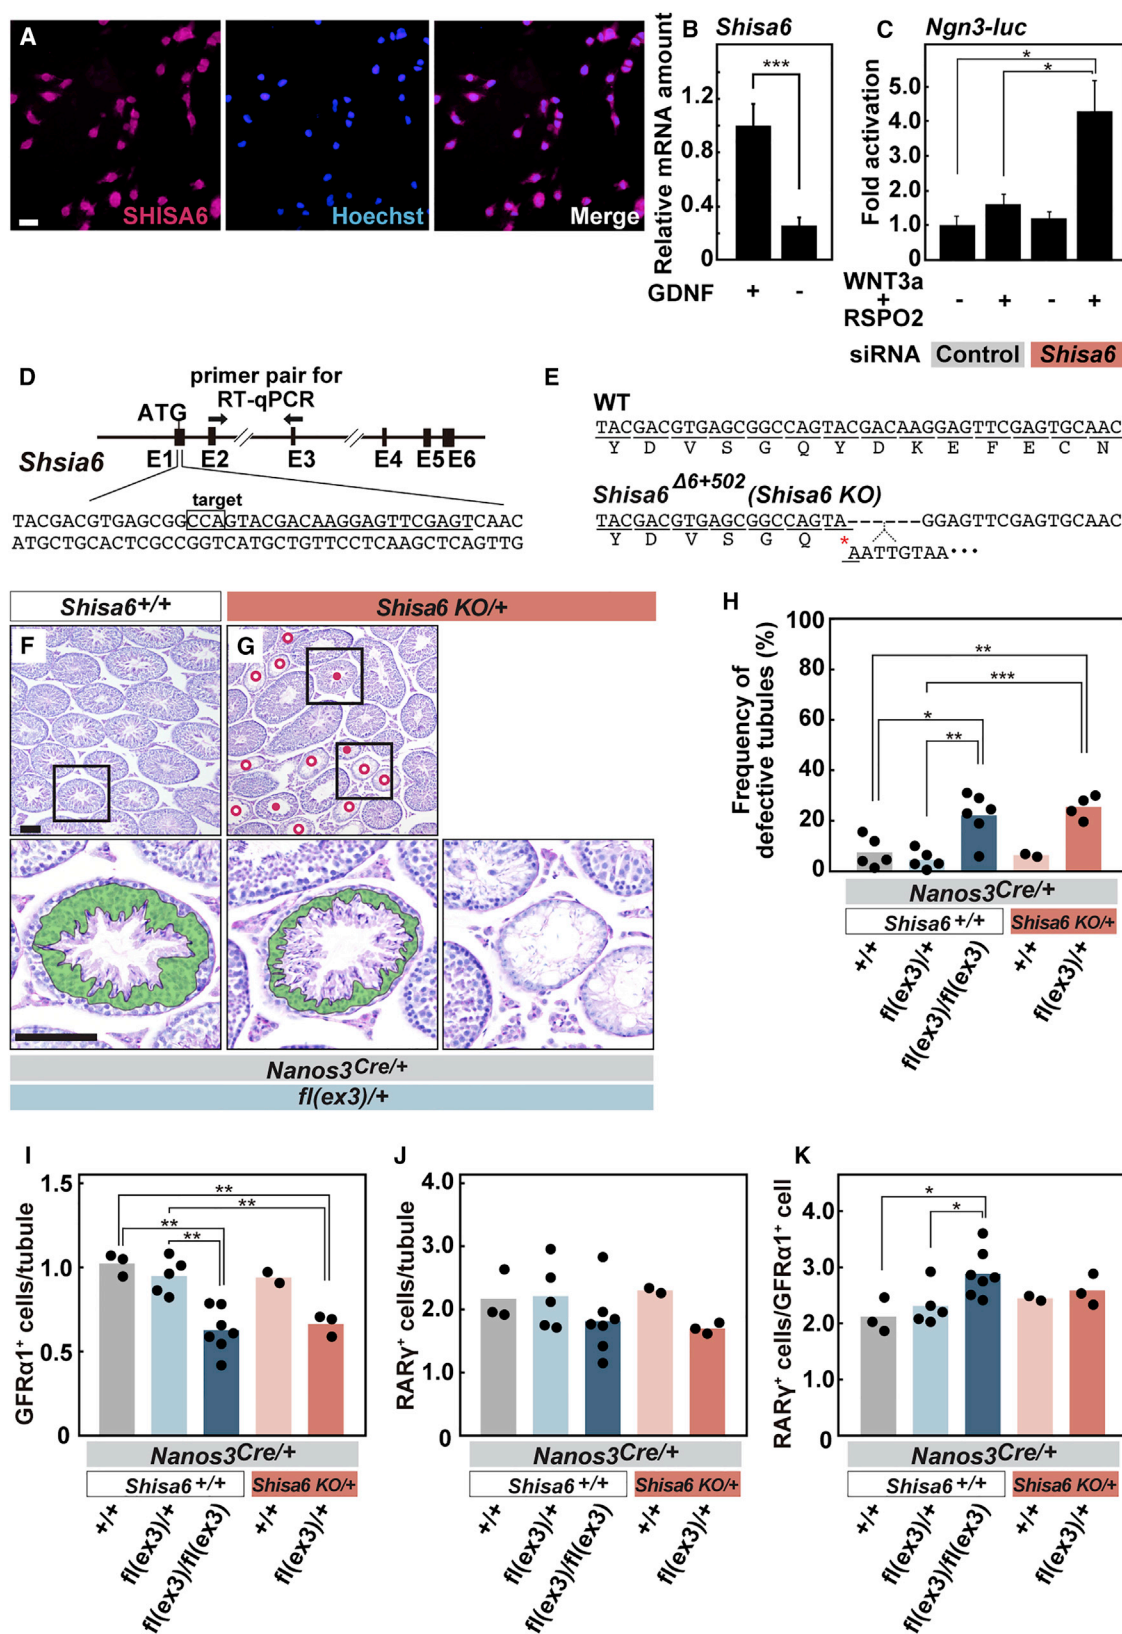 A
SHISA6
Hoechst
Merge
B
Shisa6
Relative mRNA amount
1.2
0.8
0.4
0
***
GDNF + -
C
Ngn3-luc
Fold activation
5.0
4.0
3.0
2.0
1.0
.0
*
*
WNT3a
+
RSPO2
- + - +
siRNA Control Shisa6
D
primer pair for
RT-qPCR
ATG
Shsia6
E1 E2 E3 E4 E5 E6
target
TACGACGTGAGCGGCCAGTACGACAAGGAGTTCGAGTCAAC
ATGCTGCACTCGCCGGTCATGCTGTTCCTCAAGCTCAGTTG
E
WT
TACGACGTGAGCGGCCAGTACGACAAGGAGTTCGAGTGCAAC
Y D V S G Q Y D K E F E C N
Shisa6 Δ6+502 (Shisa6 KO)
TACGACGTGAGCGGCCAGTA------GGAGTTCGAGTGCAAC
Y D V S G Q *
AATTGTAA•••
Shisa6+/+
Shisa6 KO/+
F
G
Nanos3Cre/+
fl(ex3)/+
H
Frequency of
defective tubules (%)
100
80
60
40
20
0
**
***
*
**
Nanos3Cre/+
Shisa6+/+
Shisa6 KO/+
+/+
fl(ex3)/+
fl(ex3)/fl(ex3)
+/+
fl(ex3)/+
I
GFRα1+ cells/tubule
1.5
1.0
0.5
0
**
**
**
**
Nanos3Cre/+
Shisa6+/+
Shisa6 KO/+
+/+
fl(ex3)/+
fl(ex3)/fl(ex3)
+/+
fl(ex3)/+
J
RARγ+ cells/tubule
4.0
3.0
2.0
1.0
0
Nanos3Cre/+
Shisa6+/+
Shisa6 KO/+
+/+
fl(ex3)/+
fl(ex3)/fl(ex3)
+/+
fl(ex3)/+
K
RARγ+ cells/GFRα1+ cell
4.0
3.0
2.0
1.0
0
*
*
Nanos3Cre/+
Shisa6+/+
Shisa6 KO/+
+/+
fl(ex3)/+
fl(ex3)/fl(ex3)
+/+
fl(ex3)/+